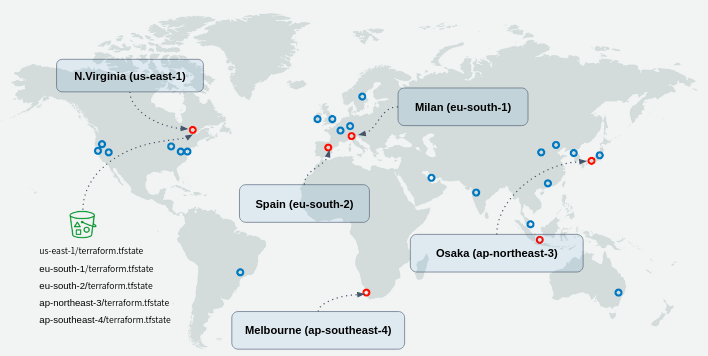 N.Virginia (us-east-1)
Milan (eu-south-1)
Spain (eu-south-2)
Osaka (ap-northeast-3)
Melbourne (ap-southeast-4)
us-east-1/terraform.tfstate
eu-south-1/terraform.tfstate
eu-south-2/terraform.tfstate
ap-northeast-3/terraform.tfstate
ap-southeast-4/terraform.tfstate